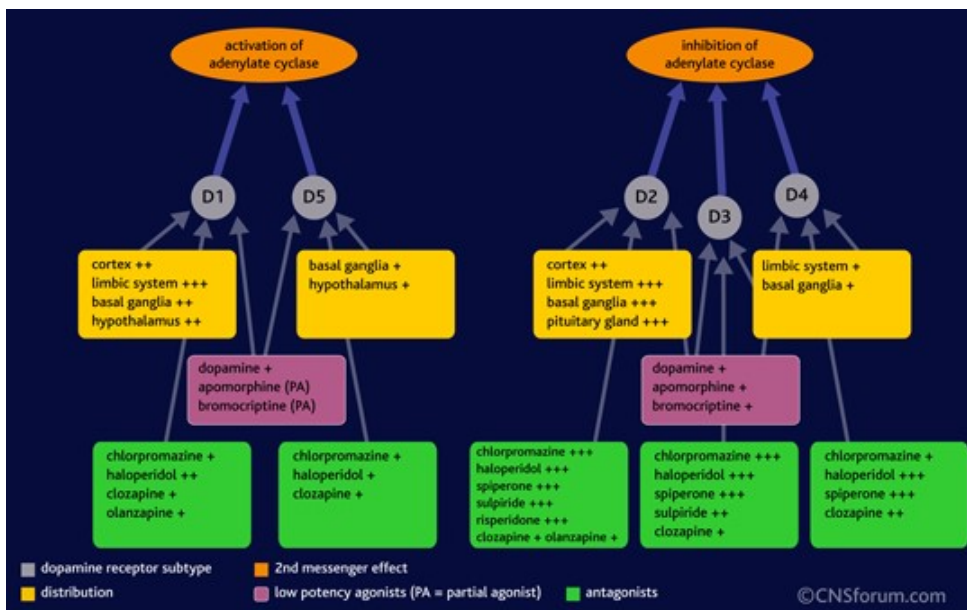 activation of
adenylate cyclase
inhibition of
adenylate cyclase
D1
D5
D2
D3
D4
cortex ++
limbic system +++
basal ganglia ++
hypothalamus ++
basal ganglia +
hypothalamus +
cortex ++
limbic system +++
basal ganglia +++
pituitary gland +++
limbic system +
basal ganglia +
dopamine +
apomorphine (PA)
bromocriptine (PA)
dopamine +
apomorphine +
bromocriptine +
chlorpromazine +
haloperidol ++
clozapine +
olanzapine +
chlorpromazine +
haloperidol +
clozapine +
chlorpromazine +++
haloperidol +++
spiperone +++
sulpiride +++
risperidone +++
clozapine + olanzapine +
chlorpromazine +++
haloperidol +++
spiperone +++
sulpiride ++
clozapine +
chlorpromazine +
haloperidol +++
spiperone +++
clozapine ++
dopamine receptor subtype
2nd messenger effect
distribution
low potency agonists (PA = partial agonist)
antagonists
©CNSforum.com